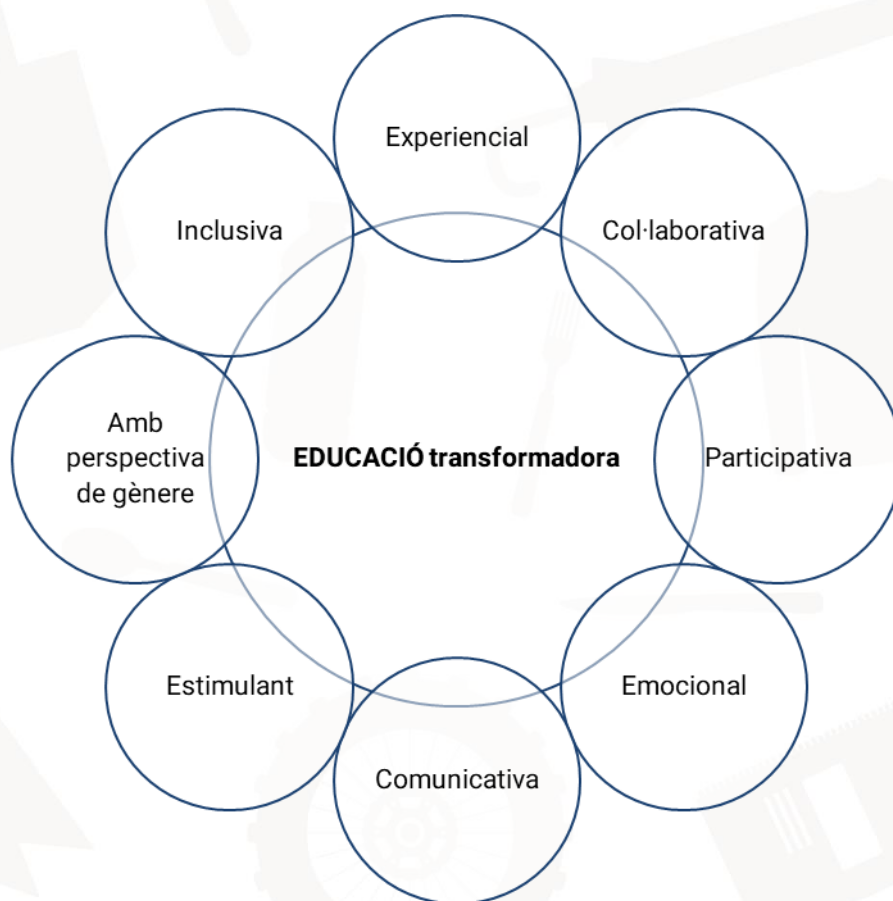 Experiencial
Inclusiva
Col·laborativa
Amb
perspectiva
de gènere
EDUCACIÓ transformadora
Participativa
Estimulant
Emocional
Comunicativa